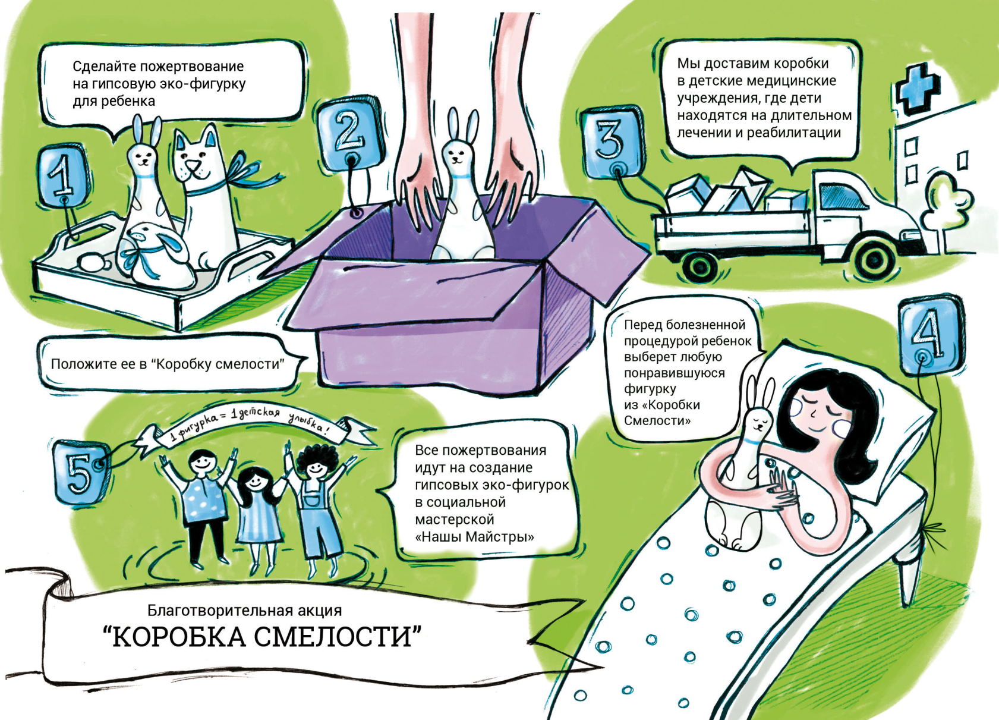 1
Сделайте пожертвование
на гипсовую эко-фигурку
для ребенка
2
Положите ее в “Коробку смелости”
3
Мы доставим коробки
в детские медицинские
учреждения, где дети
находятся на длительном
лечении и реабилитации
4
Перед болезненной
процедурой ребенок
выберет любую
понравившуюся
фигурку
из «Коробки
Смелости»
5
1 фигурка = 1 детская улыбка!
Все пожертвования
идут на создание
гипсовых эко-фигурок
в социальной
мастерской
«Нашы Майстры»
Благотворительная акция
“КОРОБКА СМЕЛОСТИ”